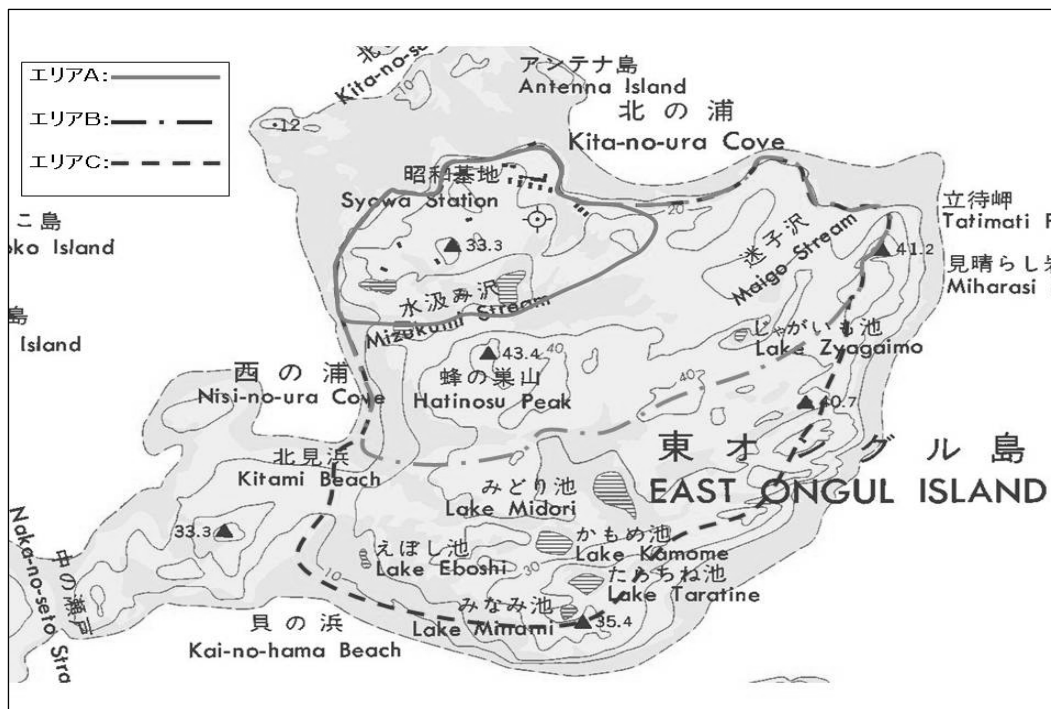 エリアA:
エリアB:
エリアC:
Kita-no-se
アンテナ島
Antenna Island
10
12
北の浦
Kita-no-ura Cove
昭和基地
Syowa Station
20
33.3
迷子沢
Maigo Stream
41.2
立待岬
Tatimati
見晴らし岩
Miharasi
こ島
oko Island
島
Island
水汲み沢
Mizukumi Stream
じゃがいも池
Lake Zyagaimo
43.4
40
蜂の巣山
Hatinosu Peak
40
40.7
西の浦
Nisi-no-ura Cove
東オングル島
EAST ONGUL ISLAND
北見浜
Kitami Beach
みどり池
Lake Midori
33.3
えぼし池
Lake Eboshi
かもめ池
Lake Kamome
30
たらちね池
Lake Taratine
10
みなみ池
Lake Minami
35.4
中の瀬戸
Naka-no-seto Stra
貝の浜
Kai-no-hama Beach